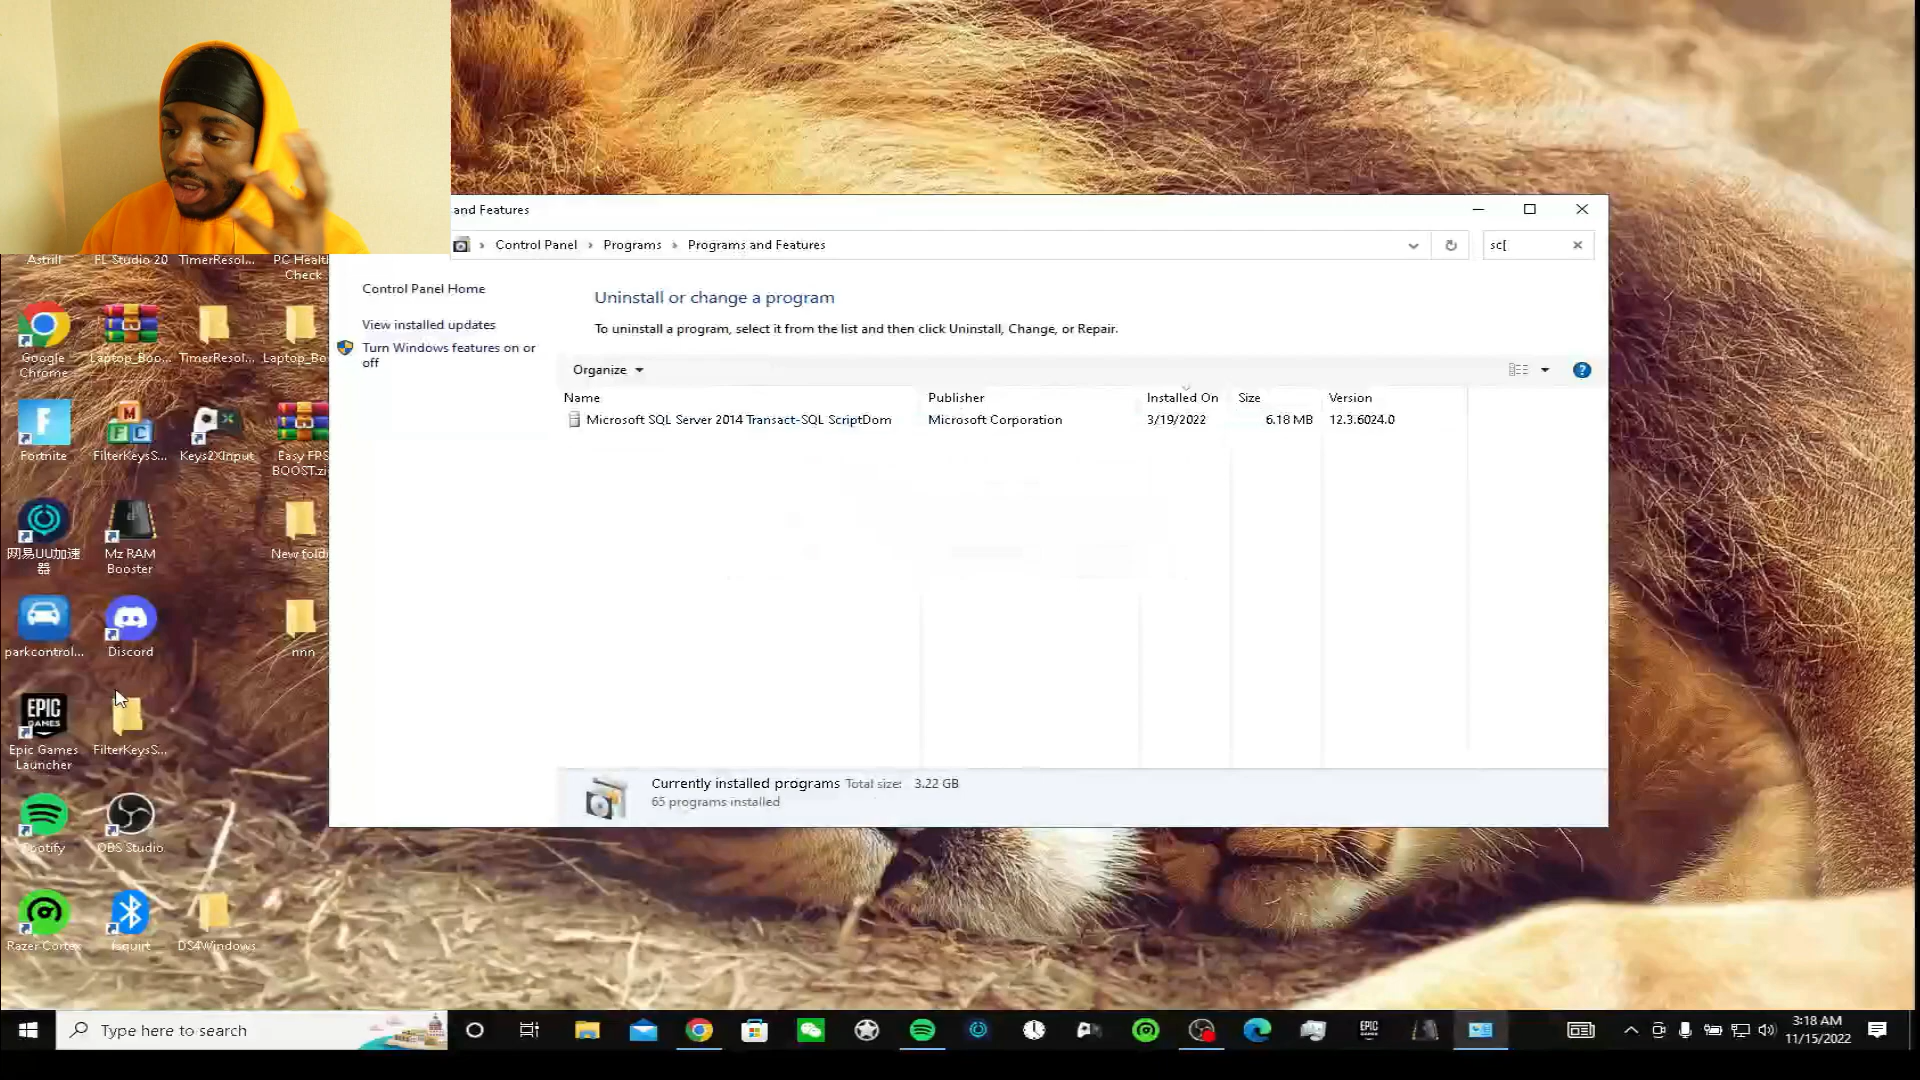 and Features
Control Panel
Programs
Programs and Features
sc[
Control Panel Home
View installed updates
Turn Windows features on or
off
Uninstall or change a program
To uninstall a program, select it from the list and then click Uninstall, Change, or Repair.
Organize
Name
Publisher
Installed On
Size
Version
Microsoft SQL Server 2014 Transact-SQL ScriptDom
Microsoft Corporation
3/19/2022
6.18 MB
12.3.6024.0
Currently installed programs Total size: 3.22 GB
65 programs installed
Astrill
FL Studio 20
TimerResol...
PC Health
Check
Google
Chrome
Laptop_Boo...
TimerResol...
Laptop_Boo
Fortnite
FilterKeysS...
Keys2XInput
Easy FPS
BOOST.zi
网易UU加速
器
Mz RAM
Booster
New fold
parkcontrol...
Discord
nnn
EPIC
GAMES
Epic Games
Launcher
FilterKeysS...
Spotify
OBS Studio
Razer Cortex
fsquirt
DS4Windows
Type here to search
EPIC
3:18 AM
11/15/2022